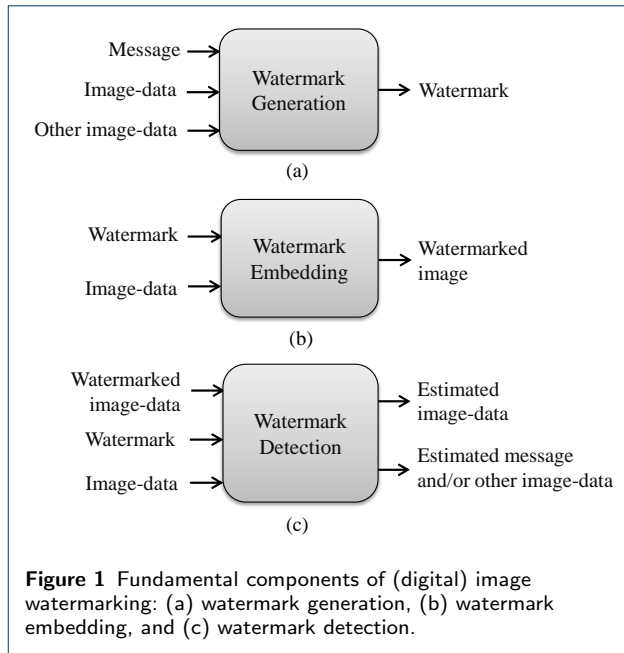 Message
Image-data
Other image-data
Watermark
Generation
Watermark
(a)
Watermark
Image-data
Watermark
Embedding
Watermarked
image
(b)
Watermarked
image-data
Watermark
Image-data
Watermark
Detection
Estimated
image-data
Estimated message
and/or other image-data
(c)
Figure 1 Fundamental components of (digital) image
watermarking: (a) watermark generation, (b) watermark
embedding, and (c) watermark detection.